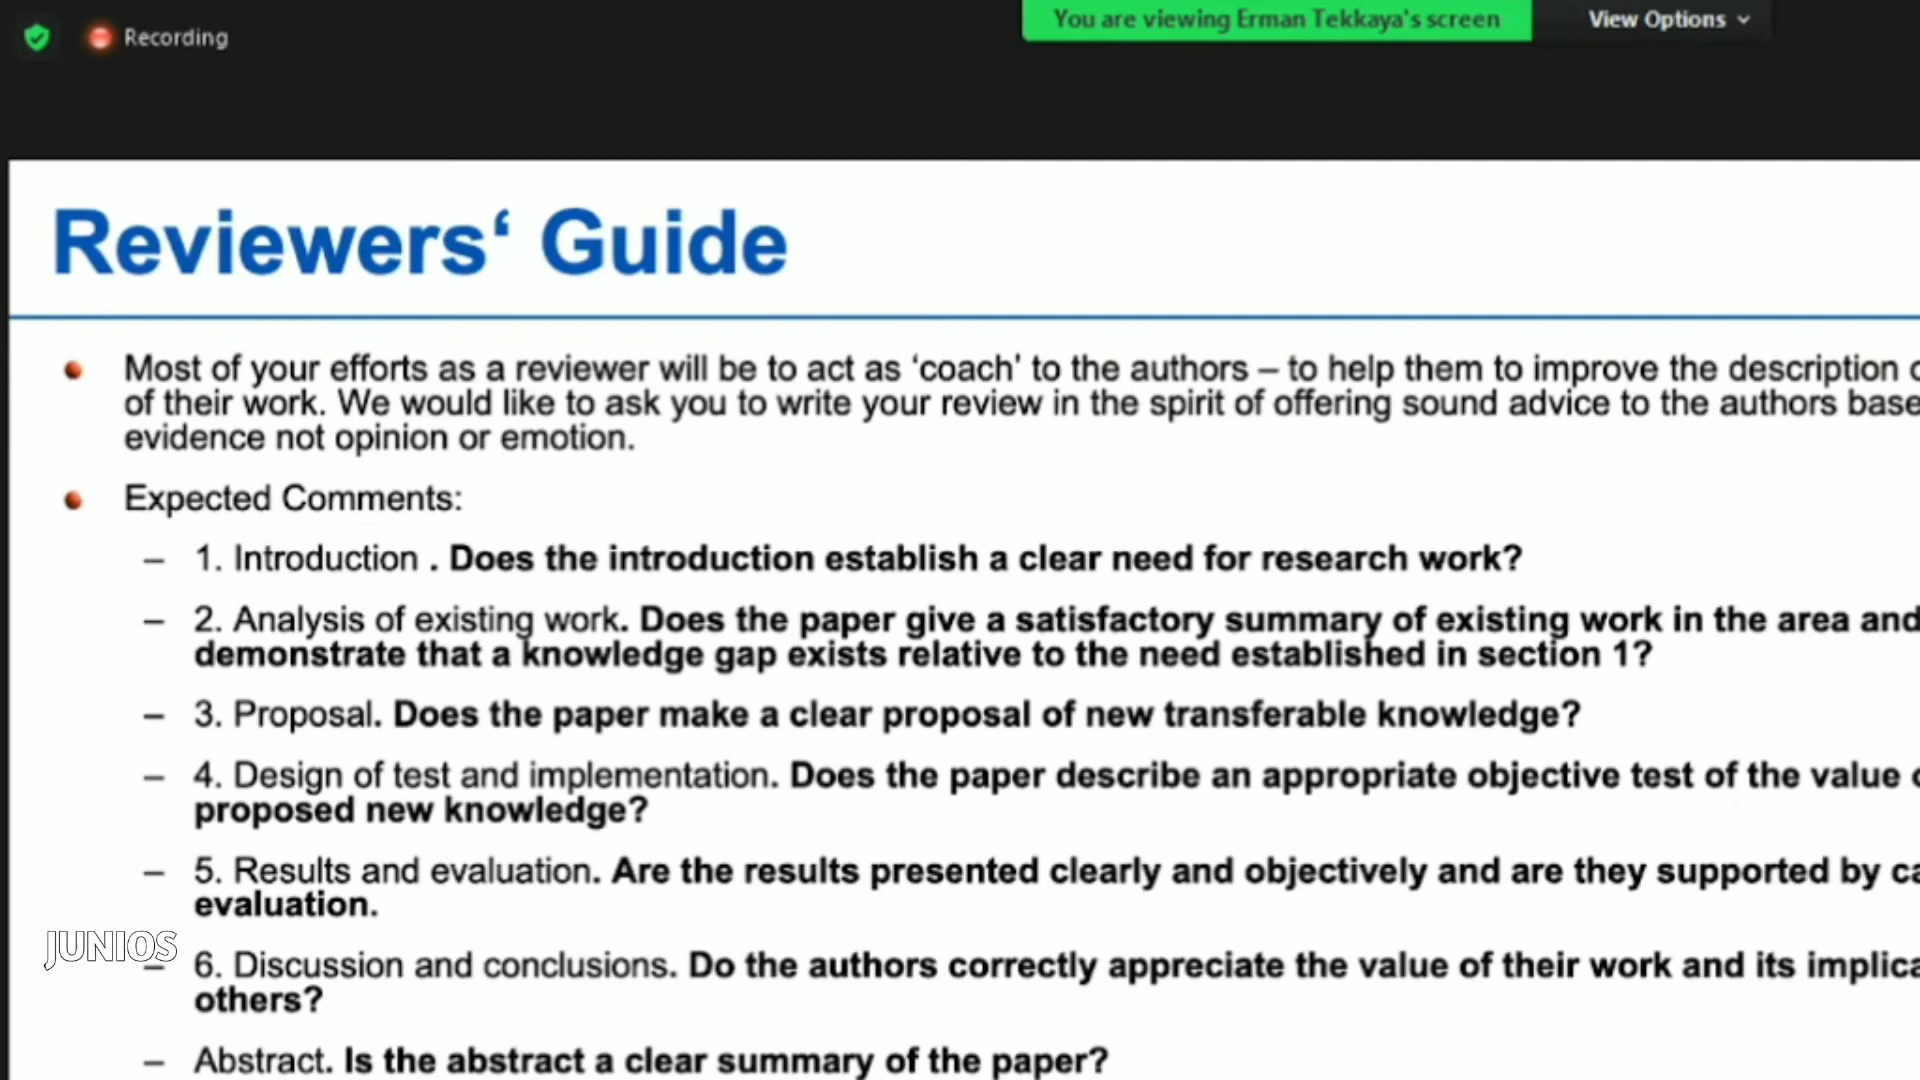 Recording
You are viewing Erman Tekkaya's screen
View Options
Reviewers‘ Guide
Most of your efforts as a reviewer will be to act as ‘coach’ to the authors – to help them to improve the description
of their work. We would like to ask you to write your review in the spirit of offering sound advice to the authors
evidence not opinion or emotion.
Expected Comments:
– 1. Introduction . Does the introduction establish a clear need for research work?
– 2. Analysis of existing work. Does the paper give a satisfactory summary of existing work in the area and
demonstrate that a knowledge gap exists relative to the need established in section 1?
– 3. Proposal. Does the paper make a clear proposal of new transferable knowledge?
– 4. Design of test and implementation. Does the paper describe an appropriate objective test of the value
proposed new knowledge?
– 5. Results and evaluation. Are the results presented clearly and objectively and are they supported by
evaluation.
JUNIOS
– 6. Discussion and conclusions. Do the authors correctly appreciate the value of their work and its
others?
– Abstract. Is the abstract a clear summary of the paper?